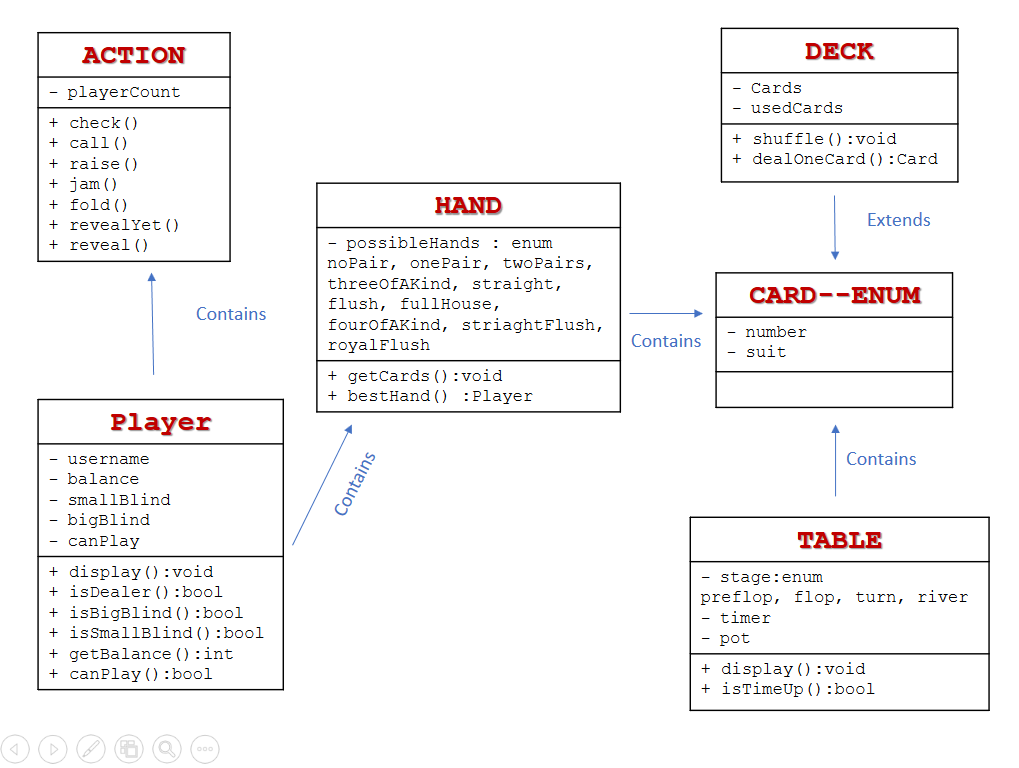 ACTION
- playerCount
+ check()
+ call()
+ raise()
+ jam()
+ fold()
+ revealYet()
+ reveal()
Contains
Player
- username
- balance
- smallBlind
- bigBlind
- canPlay
+ display():void
+ isDealer():bool
+ isBigBlind():bool
+ isSmallBlind():bool
+ getBalance():int
+ canPlay():bool
Contains
HAND
- possibleHands : enum
noPair, onePair, twoPairs,
threeOfAKind, straight,
flush, fullHouse,
fourOfAKind, striaghtFlush,
royalFlush
+ getCards():void
+ bestHand() :Player
Contains
DECK
- Cards
- usedCards
+ shuffle():void
+ dealOneCard():Card
Extends
CARD--ENUM
- number
- suit
Contains
TABLE
- stage:enum
preflop, flop, turn, river
- timer
- pot
+ display():void
+ isTimeUp():bool